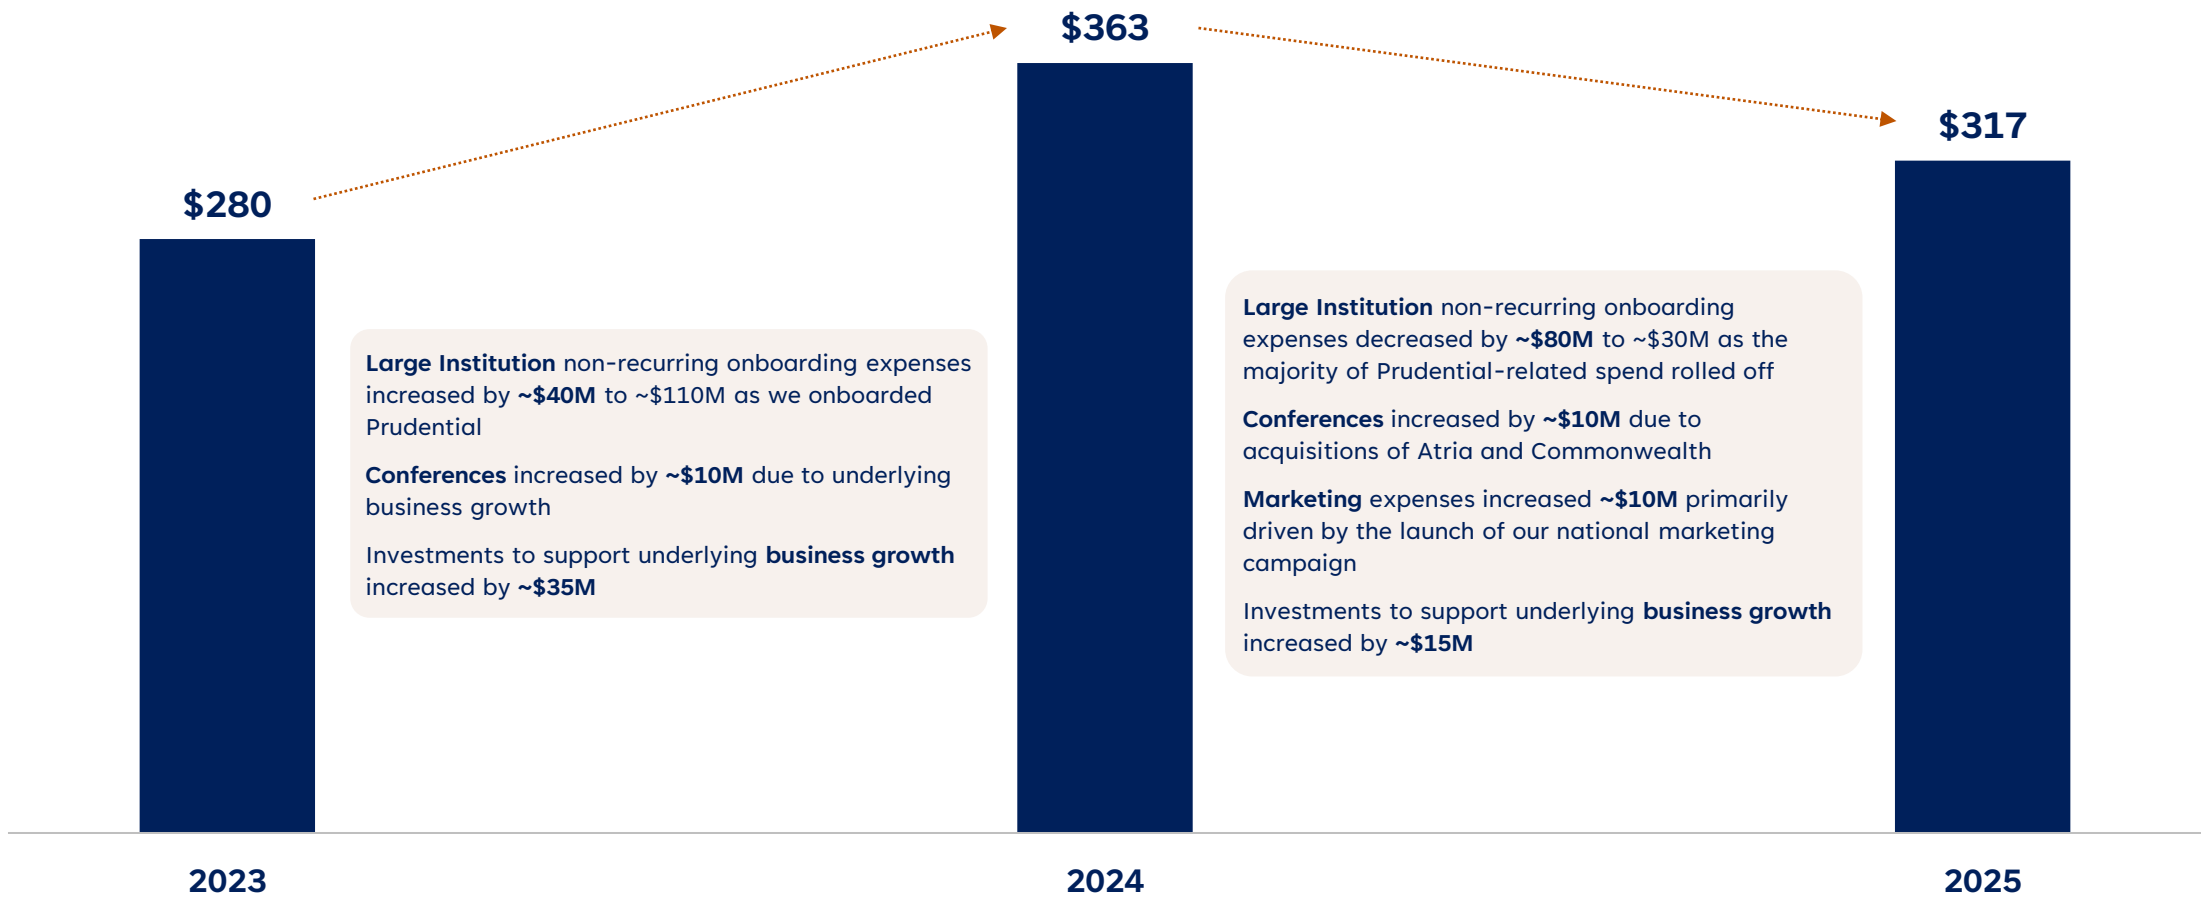 $363
$317
$280
Large Institution non-recurring onboarding expenses
increased by ~$40M to ~$110M as we onboarded
Prudential
Conferences increased by ~$10M due to underlying
business growth
Investments to support underlying business growth
increased by ~$35M
Large Institution non-recurring onboarding
expenses decreased by ~$80M to ~$30M as the
majority of Prudential-related spend rolled off
Conferences increased by ~$10M due to
acquisitions of Atria and Commonwealth
Marketing expenses increased ~$10M primarily
driven by the launch of our national marketing
campaign
Investments to support underlying business growth
increased by ~$15M
2023
2024
2025